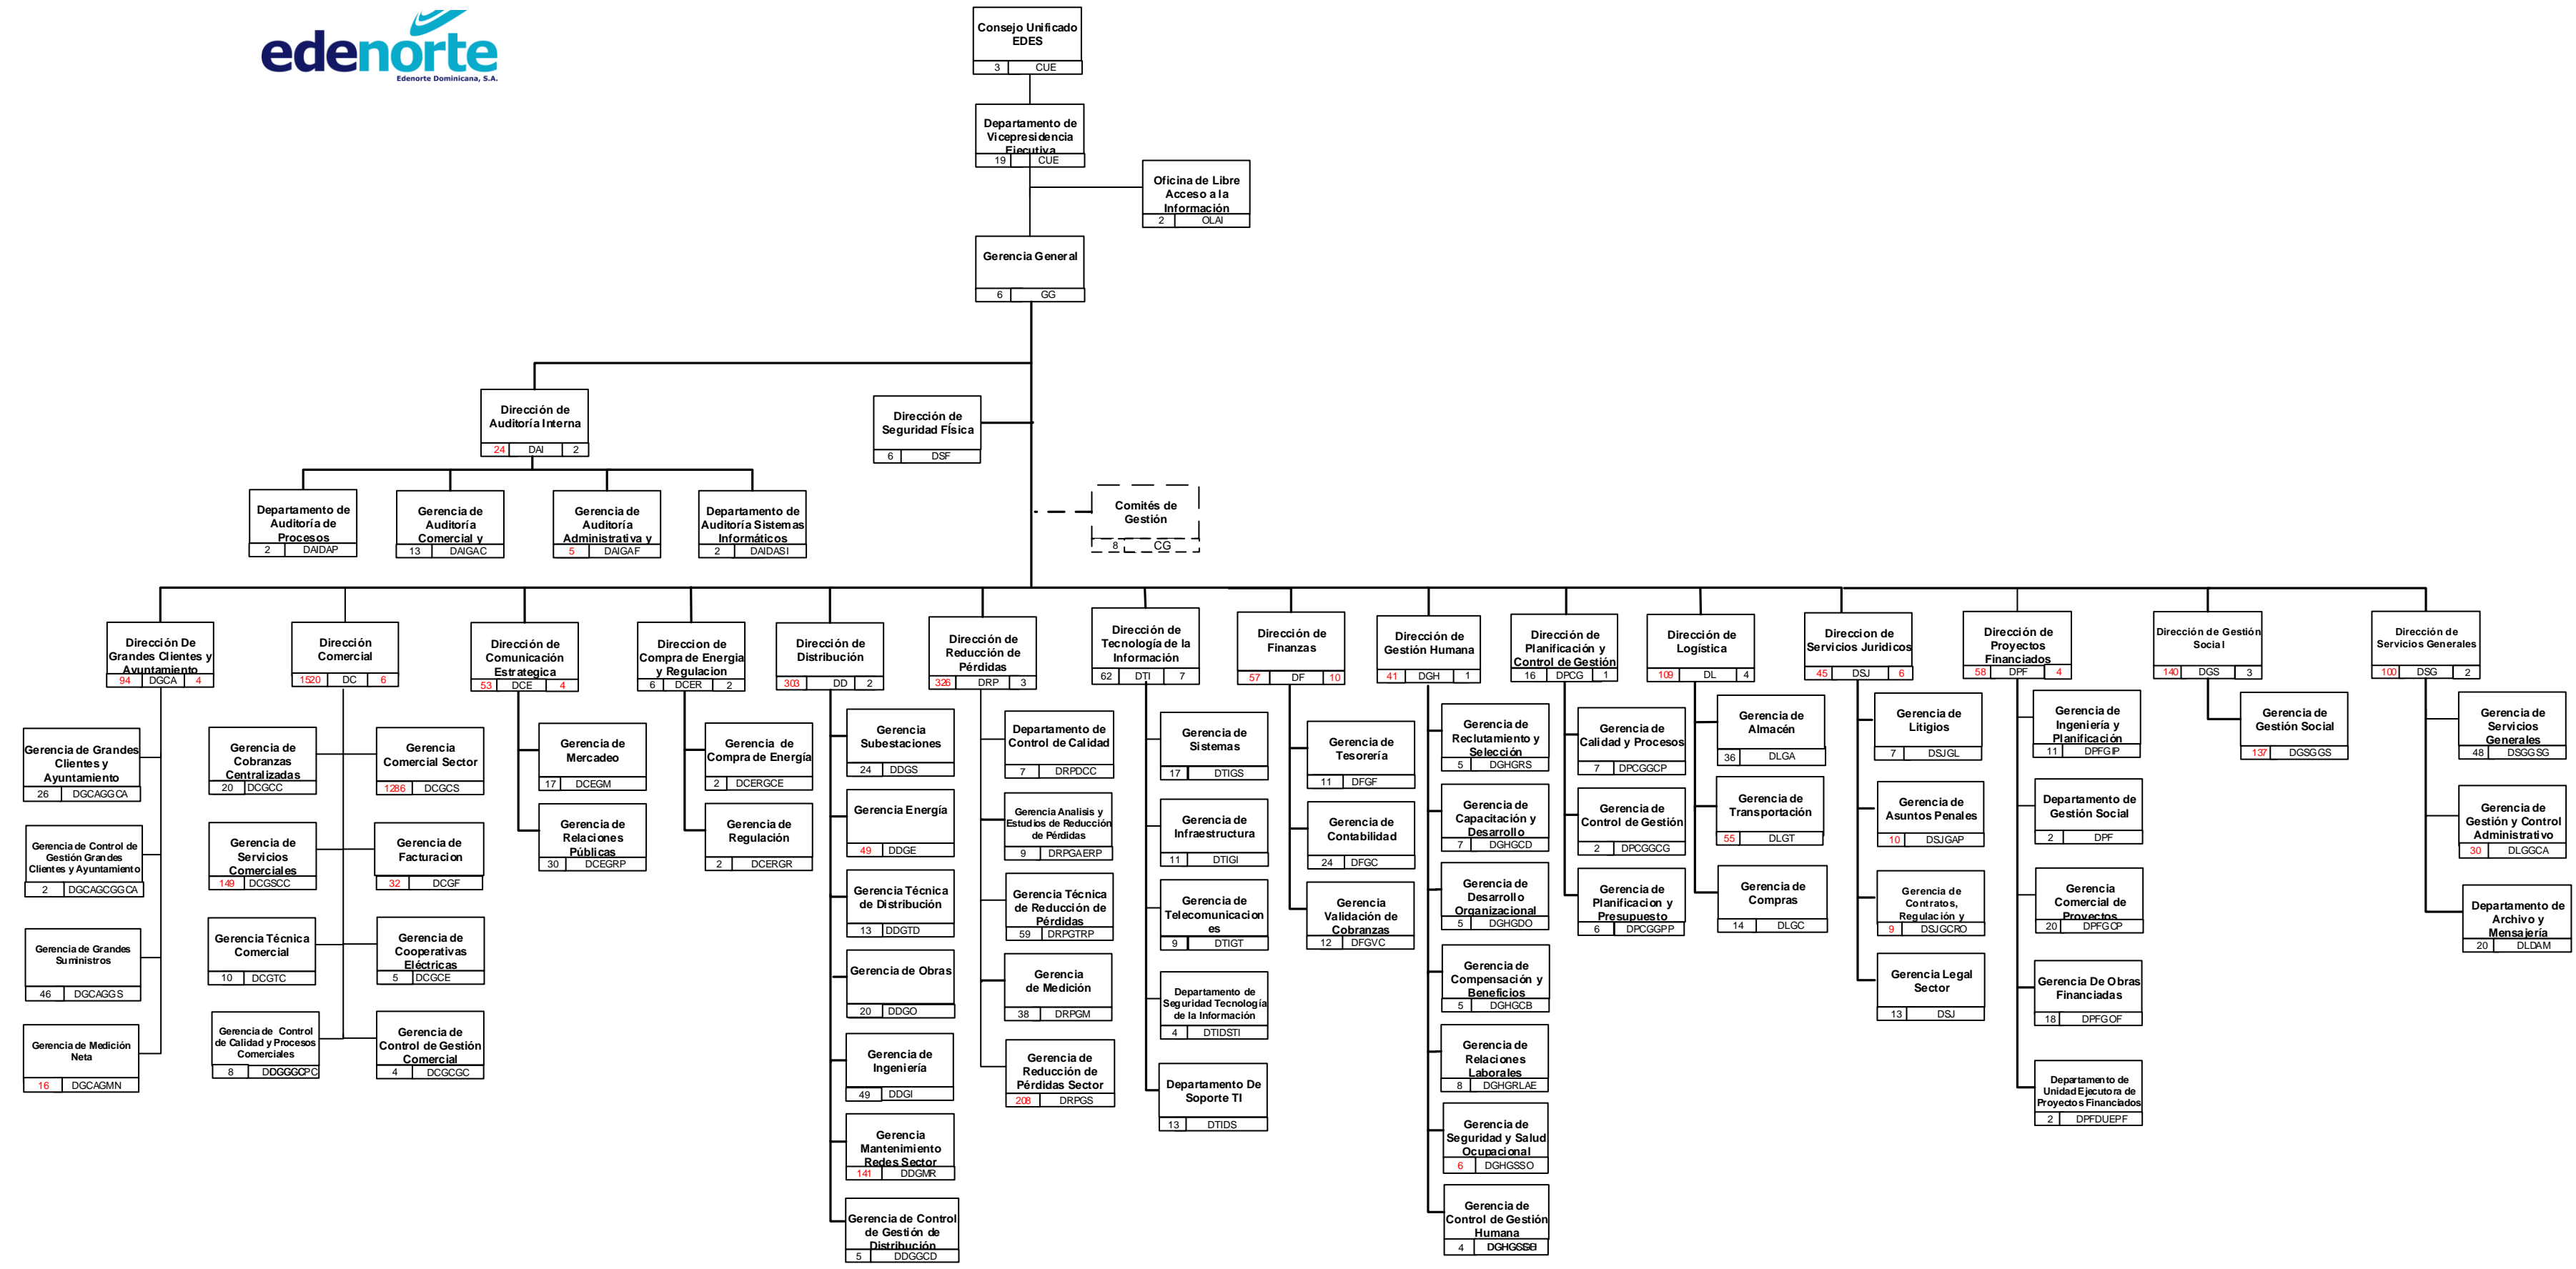 edenorte
Edenorte Dominicana, S.A.
Consejo Unificado
EDES
3 CUE
Departamento de
Vicepresidencia
Ejecutiva
19 CUE
Oficina de Libre
Acceso a la
Información
2 OLAI
Gerencia General
6 GG
Dirección de
Auditoría Interna
24 DAI 2
Dirección de
Seguridad FÍsica
6 DSF
Departamento de
Auditoría de
Procesos
2 DAIDAP
Gerencia de
Auditoría
Comercial y
13 DAIGAC
Gerencia de
Auditoría
Administrativa y
5 DAIGAF
Departamento de
Auditoría Sistemas
Informáticos
2 DAIDASI
Comités de
Gestión
8 CG
Dirección De
Grandes Clientes y
Ayuntamiento
94 DGCA 4
Gerencia de Grandes
Clientes y
Ayuntamiento
26 DGCAGGCA
Gerencia de Control de
Gestión Grandes
Clientes y Ayuntamiento
2 DGCAGCGGCA
Gerencia de Grandes
Suministros
46 DGCAGGS
Gerencia de Medición
Neta
16 DGCAGMN
Dirección
Comercial
1520 DC 6
Gerencia de
Cobranzas
Centralizadas
20 DCGCC
Gerencia
Comercial Sector
1286 DCGCS
Gerencia de
Servicios
Comerciales
149 DCGSCC
Gerencia de
Facturacion
32 DCGF
Gerencia Técnica
Comercial
10 DCGTC
Gerencia de
Cooperativas
Eléctricas
5 DCGCE
Gerencia de Control
de Calidad y Procesos
Comerciales
8
Gerencia de
Control de Gestión
Comercial
4 DCGCGC
Dirección de
Comunicación
Estrategica
53 DCE 4
Gerencia de
Mercadeo
17 DCEGM
Gerencia de
Relaciones
Públicas
30 DCEGRP
Direccion de
Compra de Energia
y Regulacion
6 DCER 2
Gerencia de
Compra de Energía
2 DCERGCE
Gerencia de
Regulación
2 DCERGR
Dirección de
Distribución
303 DD 2
Gerencia
Subestaciones
24 DDGS
Gerencia Energía
49 DDGE
Gerencia Técnica
de Distribución
13 DDGTD
Gerencia de Obras
20 DDGO
Gerencia de
Ingeniería
49 DDGI
Gerencia
Mantenimiento
Redes Sector
141 DDGMR
Gerencia de Control
de Gestión de
Distribución
5 DDGGCD
Dirección de
Reducción de
Pérdidas
326 DRP 3
Departamento de
Control de Calidad
7 DRPDCC
Gerencia Analisis y
Estudios de Reducción
de Pérdidas
9 DRPGAERP
Gerencia Técnica
de Reducción de
Pérdidas
59 DRPGTRP
Gerencia
de Medición
38 DRPGM
Gerencia de
Reducción de
Pérdidas Sector
208 DRPGS
Dirección de
Tecnología de la
Información
62 DTI 7
Gerencia de
Sistemas
17 DTIGS
Gerencia de
Infraestructura
11 DTIGI
Gerencia de
Telecomunicacion
es
9 DTIGT
Departamento de
Seguridad Tecnología
de la Información
4 DTIDSTI
Departamento De
Soporte TI
13 DTIDS
Dirección de
Finanzas
57 DF 10
Gerencia de
Tesorería
11 DFGF
Gerencia de
Contabilidad
24 DFGC
Gerencia
Validación de
Cobranzas
12 DFGVC
Dirección de
Gestión Humana
41 DGH 1
Gerencia de
Reclutamiento y
Selección
5 DGHGRS
Gerencia de
Capacitación y
Desarrollo
7 DGHGCD
Gerencia de
Desarrollo
Organizacional
5 DGHGDO
Gerencia de
Compensación y
Beneficios
5 DGHGCB
Gerencia de
Relaciones
Laborales
8 DGHGRLAE
Gerencia de
Seguridad y Salud
Ocupacional
6 DGHGSSO
Gerencia de
Control de Gestión
Humana
4
Dirección de
Planificación y
Control de Gestión
16 DPCG 1
Gerencia de
Calidad y Procesos
7 DPCGGCP
Gerencia de
Control de Gestión
2 DPCGGCG
Gerencia de
Planificacion y
Presupuesto
6 DPCGGPP
Dirección de
Logística
109 DL 4
Gerencia de
Almacén
36 DLGA
Gerencia de
Transportación
55 DLGT
Gerencia de
Compras
14 DLGC
Direccion de
Servicios Juridicos
45 DSJ 6
Gerencia de
Litigios
7 DSJGL
Gerencia de
Asuntos Penales
10 DSJGAP
Gerencia de
Contratos,
Regulación y
9 DSJGCRO
Gerencia Legal
Sector
13 DSJ
Dirección de
Proyectos
Financiados
58 DPF 4
Gerencia de
Ingeniería y
Planificación
11 DPFGIP
Departamento de
Gestión Social
2 DPF
Gerencia
Comercial de
Proyectos
20 DPFGCP
Gerencia De Obras
Financiadas
18 DPFGOF
Departamento de
Unidad Ejecutora de
Proyectos Financiados
2 DPFDUEPF
Dirección de Gestión
Social
140 DGS 3
Gerencia de
Gestión Social
137 DGSGGS
Dirección de
Servicios Generales
100 DSG 2
Gerencia de
Servicios
Generales
48 DSGGSG
Gerencia de
Gestión y Control
Administrativo
30 DLGGCA
Departamento de
Archivo y
Mensajería
20 DLDAM